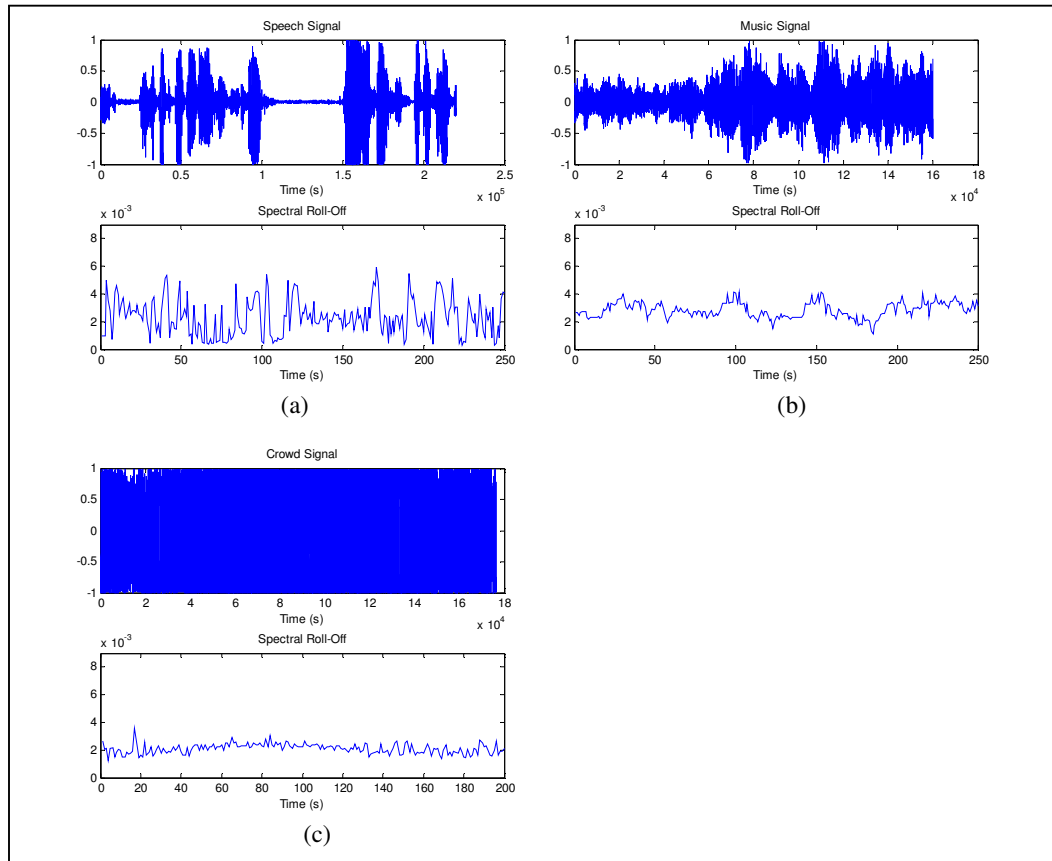 Speech Signal
1
0.5
0
-0.5
-1
0 0.5 1 1.5 2 2.5
Time (s)
x 10^5
x 10^-3
Spectral Roll-Off
8
6
4
2
0
0 50 100 150 200 250
Time (s)
(a)
Music Signal
1
0.5
0
-0.5
-1
0 2 4 6 8 10 12 14 16 18
Time (s)
x 10^4
x 10^-3
Spectral Roll-Off
8
6
4
2
0
0 50 100 150 200 250
Time (s)
(b)
Crowd Signal
1
0.5
0
-0.5
-1
0 2 4 6 8 10 12 14 16 18
Time (s)
x 10^4
x 10^-3
Spectral Roll-Off
8
6
4
2
0
0 20 40 60 80 100 120 140 160 180 200
Time (s)
(c)